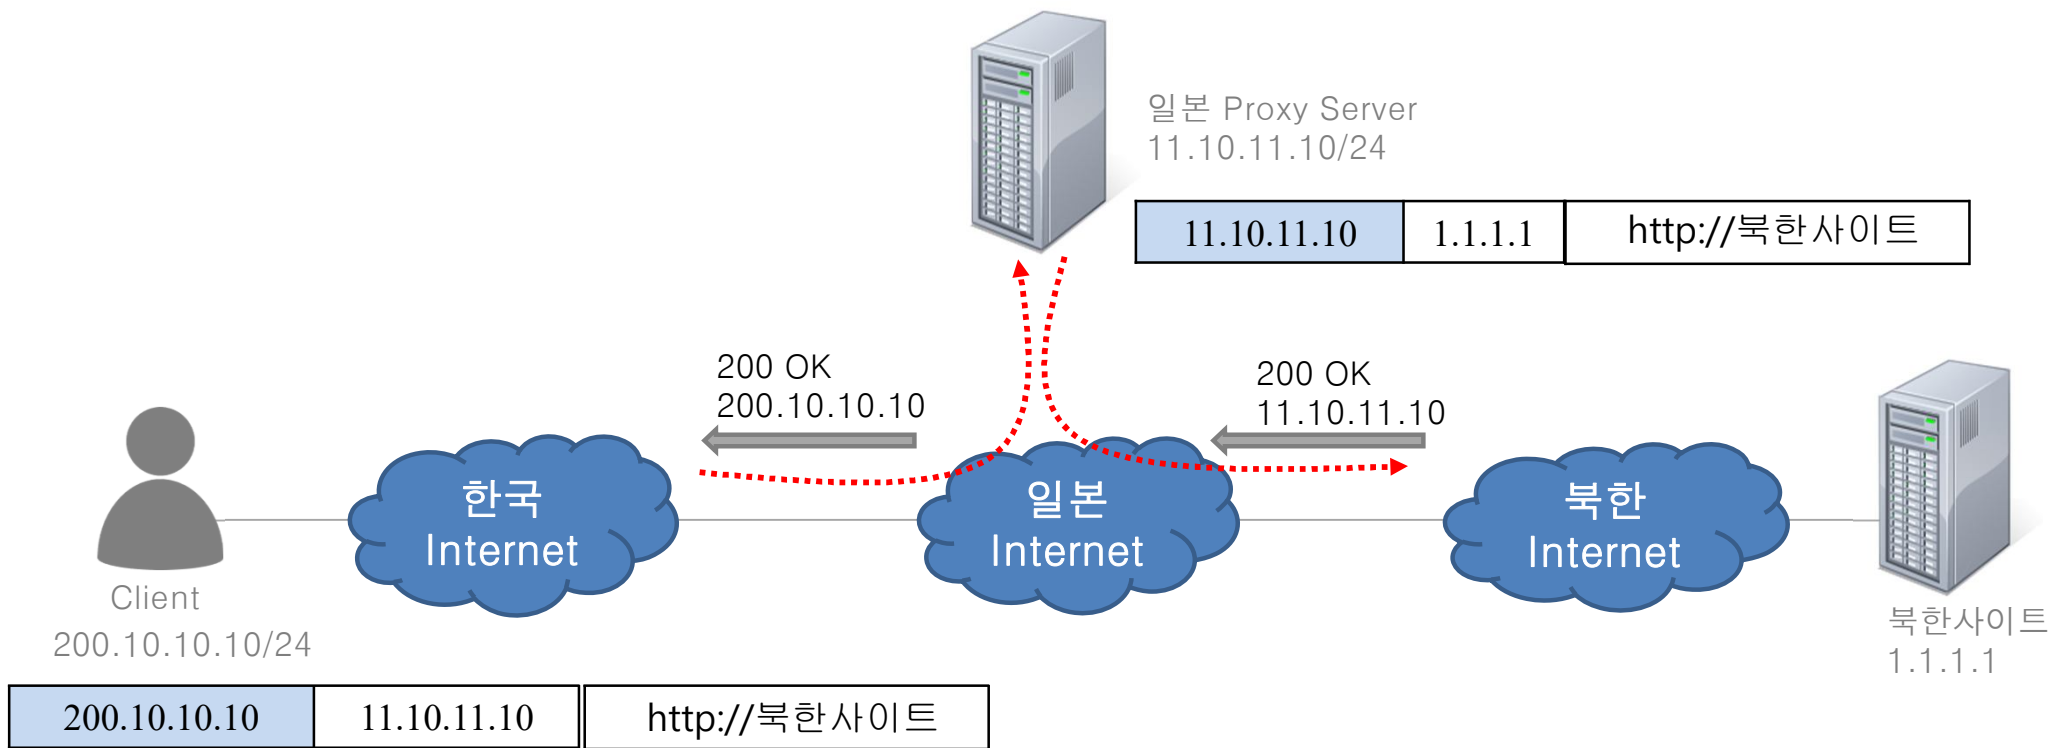 일본 Proxy Server
11.10.11.10/24
11.10.11.10 1.1.1.1 http://북한사이트
200 OK
200.10.10.10
200 OK
11.10.11.10
한국
Internet
일본
Internet
북한
Internet
Client
200.10.10.10/24
북한사이트
1.1.1.1
200.10.10.10 11.10.11.10 http://북한사이트